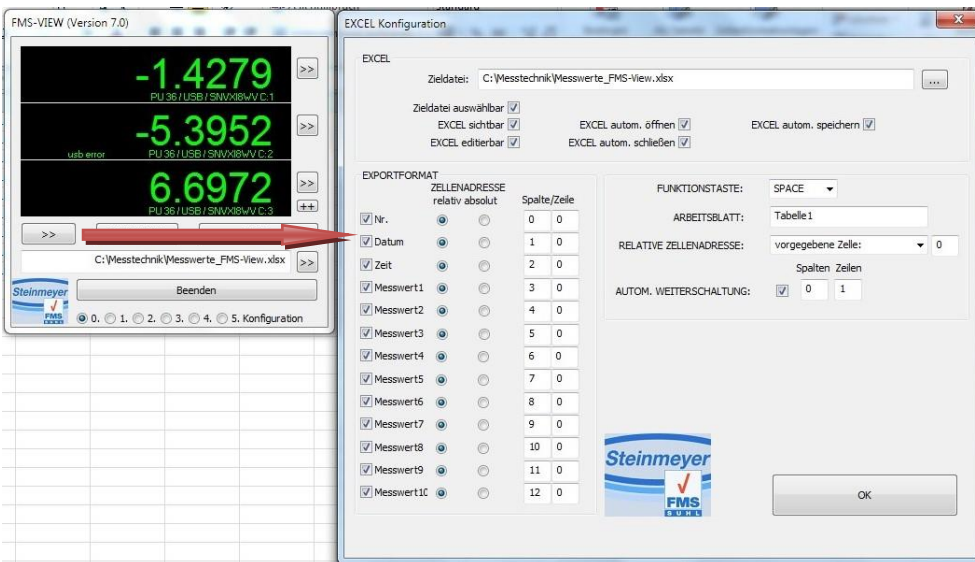 FMS-VIEW (Version 7.0)
-1.4279
PU 36 / USB / SNVXI8WV C:1
>>
-5.3952
usb error
PU 36 / USB / SNVXI8WV C:2
>>
6.6972
PU 36 / USB / SNVXI8WV C:3
>>
++
>>
C:\Messtechnik\Messwerte_FMS-View.xlsx
>>
Steinmeyer
FMS
SUHL
Beenden
0. 1. 2. 3. 4. 5. Konfiguration
EXCEL Konfiguration
EXCEL
Zieldatei: C:\Messtechnik\Messwerte_FMS-View.xlsx ...
Zieldatei auswählbar
EXCEL sichtbar EXCEL autom. öffnen EXCEL autom. speichern
EXCEL editierbar EXCEL autom. schließen
EXPORTFORMAT
ZELLENADRESSE
relativ absolut Spalte/Zeile
Nr. 0 0
Datum 1 0
Zeit 2 0
Messwert1 3 0
Messwert2 4 0
Messwert3 5 0
Messwert4 6 0
Messwert5 7 0
Messwert6 8 0
Messwert7 9 0
Messwert8 10 0
Messwert9 11 0
Messwert10 12 0
FUNKTIONSTASTE: SPACE
ARBEITSBLATT: Tabelle1
RELATIVE ZELLENADRESSE: vorgegebene Zelle: 0
Spalten Zeilen
AUTOM. WEITERSCHALTUNG: 0 1
Steinmeyer
FMS
SUHL
OK